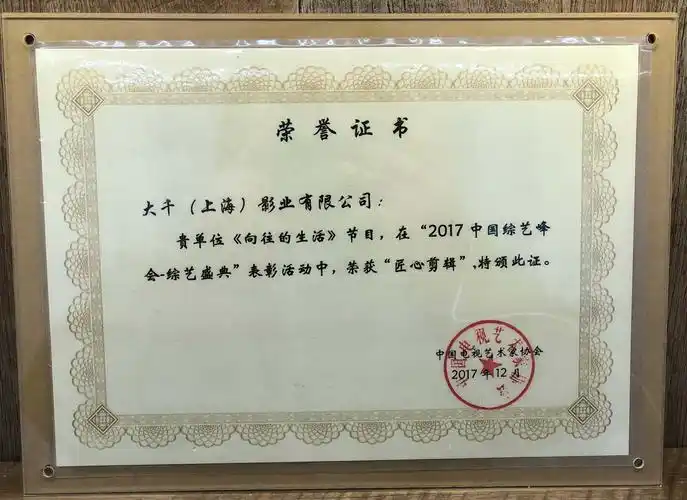 荣誉证书
大千（上海）影业有限公司：
贵单位《向往的生活》节目，在“2017中国综艺峰
会-综艺盛典”表彰活动中，荣获“匠心剪辑”，特颁此证。
中国电视艺术家协会
2017年12月